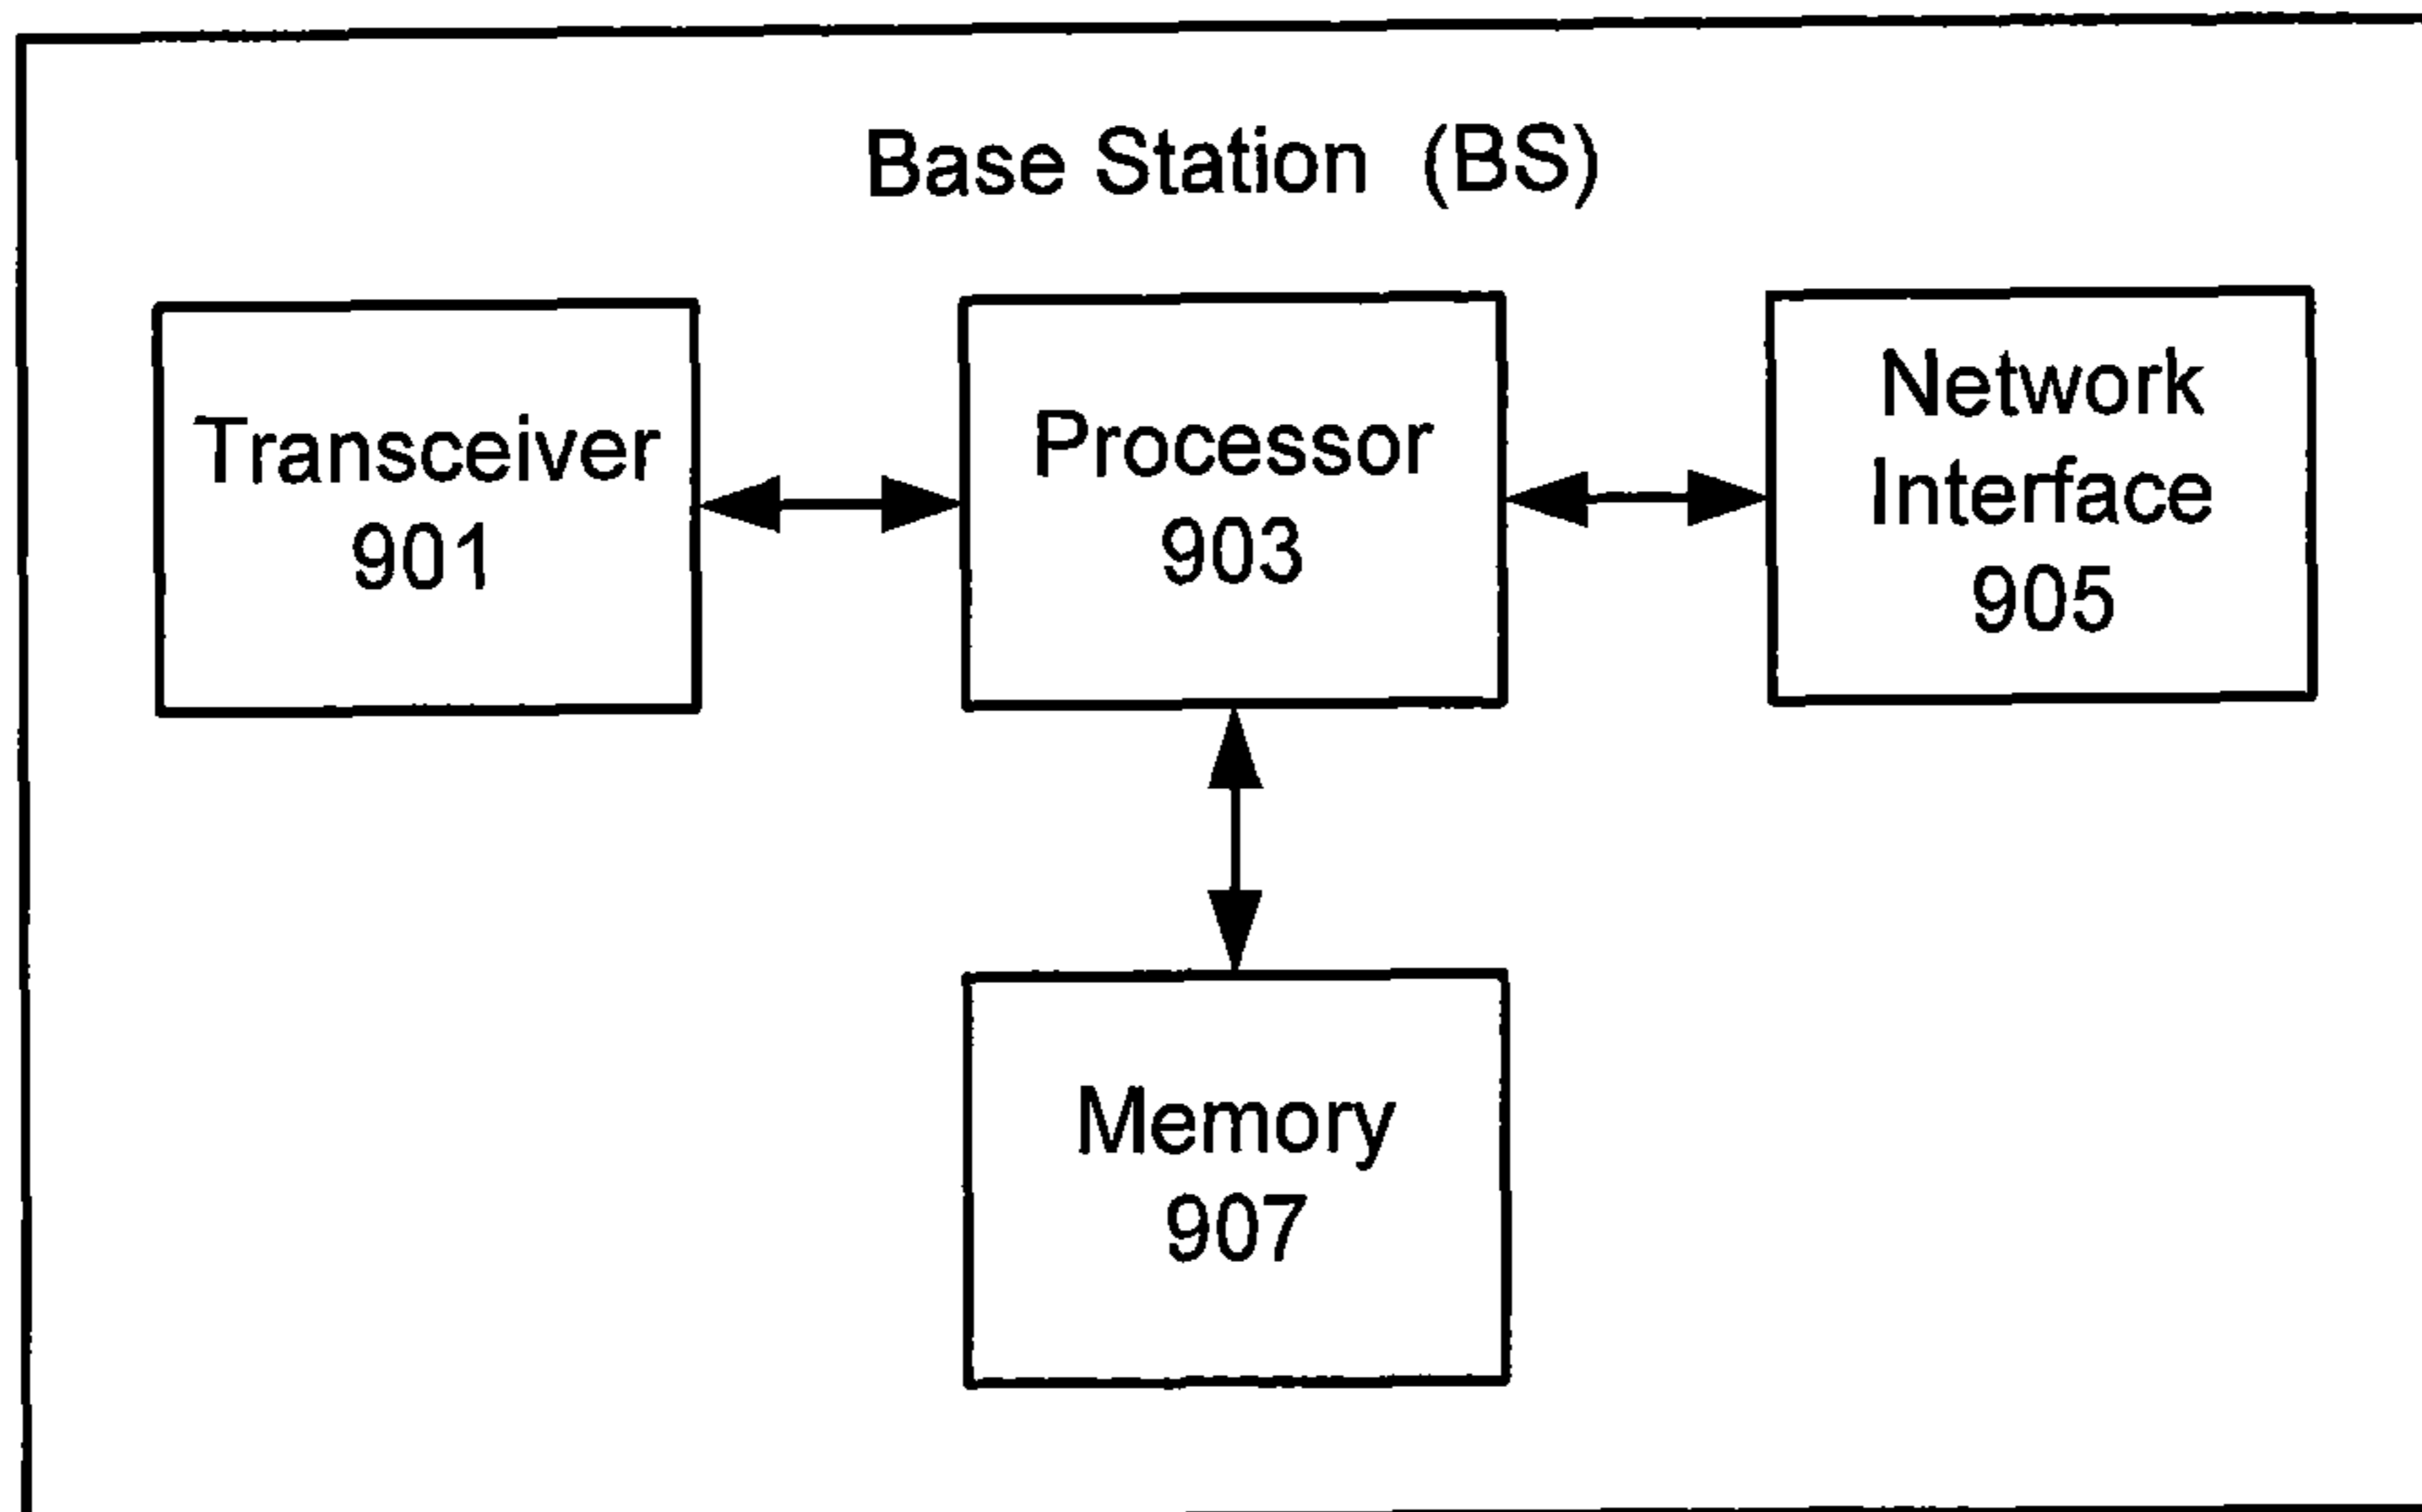 Base Station (BS)
Transceiver
901
Processor
903
Network
Interface
905
Memory
907